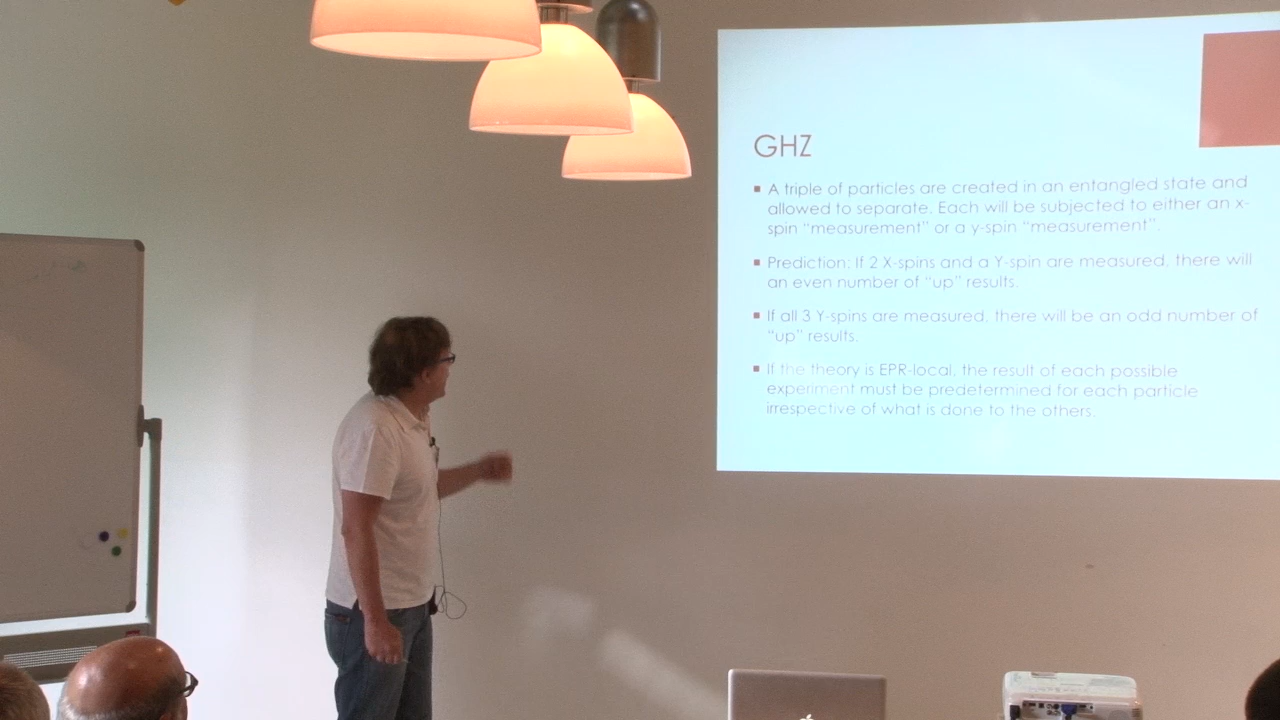 GHZ
▪ A triple of particles are created in an entangled state and
allowed to separate. Each will be subjected to either an x-
spin “measurement” or a y-spin “measurement”.
▪ Prediction: If 2 X-spins and a Y-spin are measured, there will
an even number of “up” results.
▪ If all 3 Y-spins are measured, there will be an odd number of
“up” results.
▪ If the theory is EPR-local, the result of each possible
experiment must be predetermined for each particle
irrespective of what is done to the others.